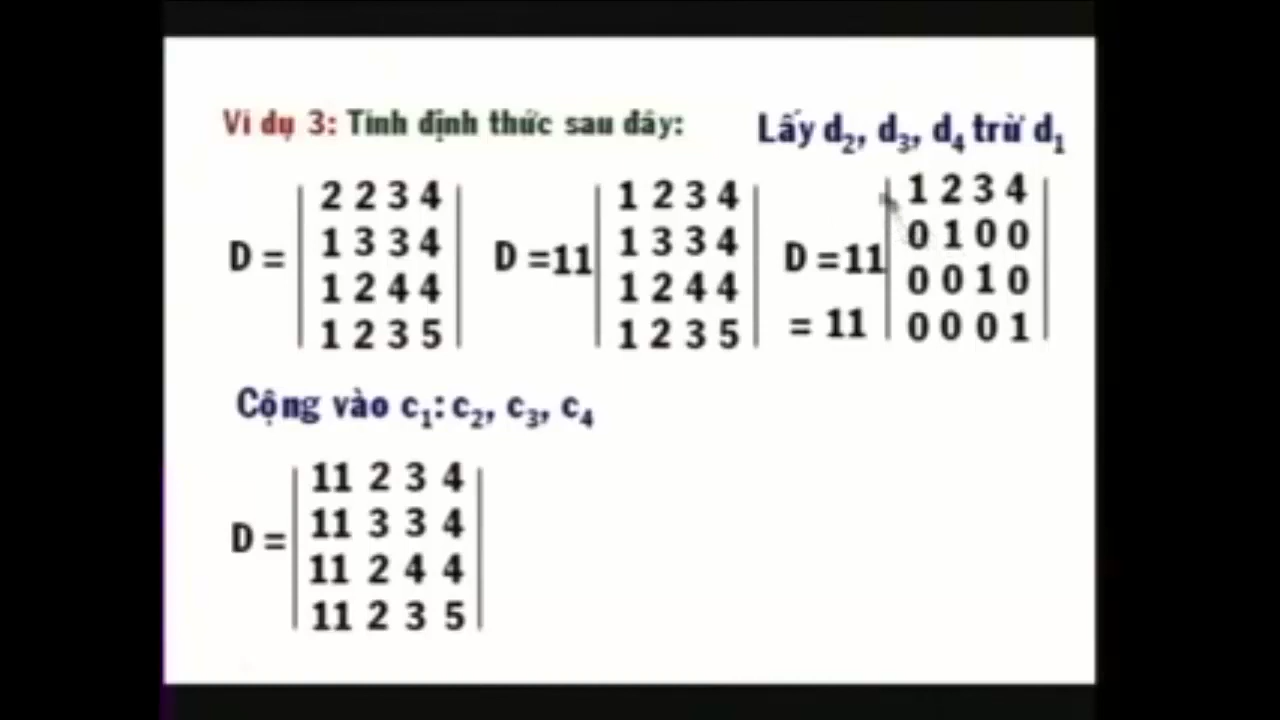 Ví dụ 3: Tính định thức sau đây:
D =
2 2 3 4
1 3 3 4
1 2 4 4
1 2 3 5
Cộng vào c₁: c₂, c₃, c₄
D =
11 2 3 4
11 3 3 4
11 2 4 4
11 2 3 5
D =11
1 2 3 4
1 3 3 4
1 2 4 4
1 2 3 5
Lấy d₂, d₃, d₄ trừ d₁
D =11
1 2 3 4
0 1 0 0
0 0 1 0
0 0 0 1
= 11